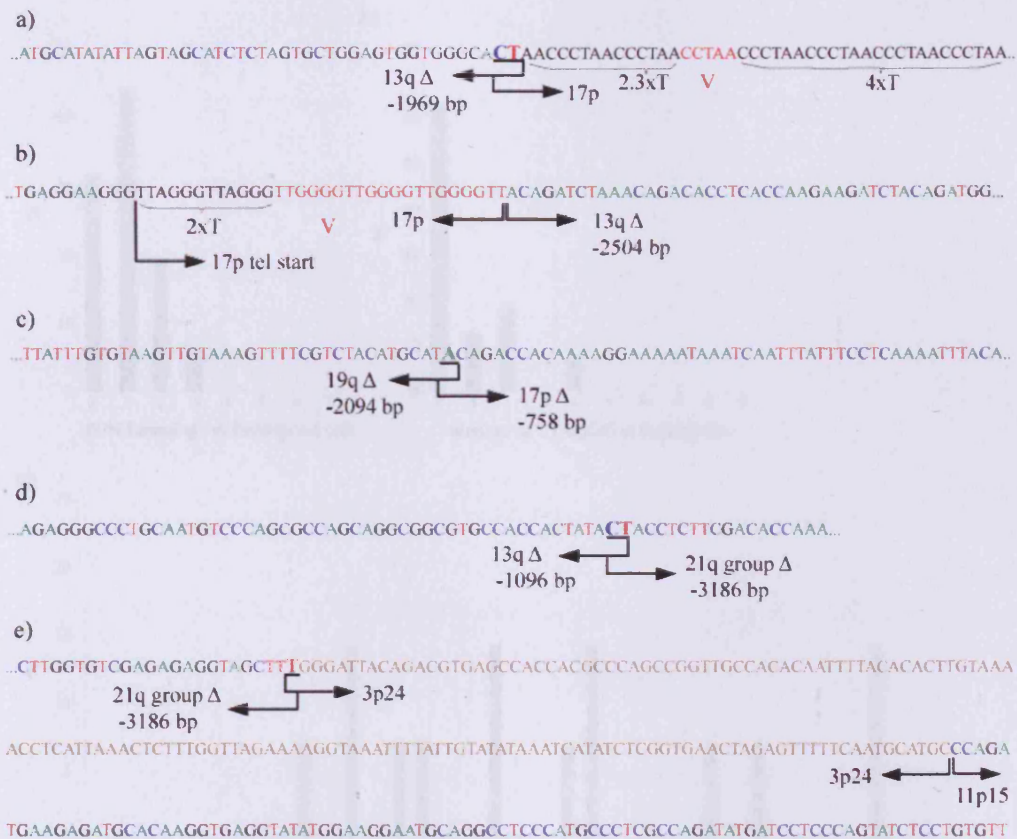 a)
..ATGCATATATTAGTAGCATCTCTAGTGCTGGAGTGGTGGGCACTAACCCTAACCCTAACCTAACCCTAACCCTAACCCTAACCCTAA..
13q Δ 2.3xT V 4xT
-1969 bp 17p
b)
..TGAGGAAGGGTTAGGGTTAGGGTTGGGGTTGGGGTTGGGGTTACAGATCTAAACAGACACCTCACCAAGAAGATCTACAGATGG...
2xT V 17p 13q Δ
-2504 bp
17p tel start
c)
..TTATTTGTGTAAGTTGTAAAGTTTTCGTCTACATGCATACAGACCACAAAAGGAAAAATAAATCAATTTATTTCCTCAAAATTTACA..
19q Δ
-2094 bp 17p Δ
-758 bp
d)
...AGAGGGCCCTGCAATGTCCCAGCGCCAGCAGGCGGCGTGCCACCACTATACTACCTCTTCGACACCAAA...
13q Δ 21q group Δ
-1096 bp -3186 bp
e)
...CTTGGTGTCGAGAGAGGTAGCTTTGGGATTACAGACGTGAGCCACCACGCCCAGCCGGTTGCCACACAATTTTACACACTTGTAAA
21q group Δ 3p24
-3186 bp
ACCTCATTAAACTCTTTGGTTAGAAAAGGTAAATTTTATTGTATATAAATCATATCTCGGTGAACTAGAGTTTTTCAATGCATGCCCAGA
3p24
11p15
TGAAGAGATGCACAAGGTGAGGTATATGGAAGGAATGCAGGCCTCCCATGCCCTCGCCAGATATGATCCTCCCAGTATCTCCTGTGTT